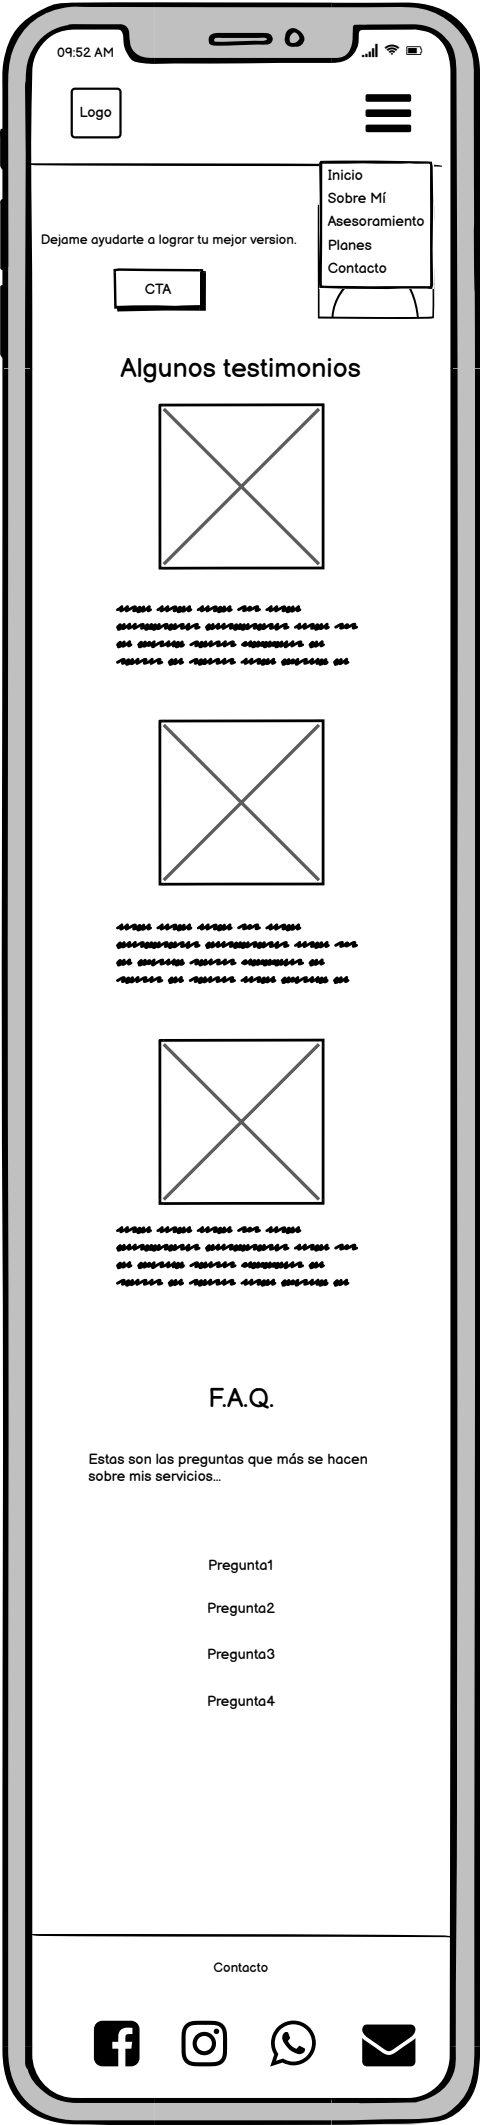 09:52 AM
Logo
Inicio
Sobre Mí
Asesoramiento
Planes
Contacto
Dejame ayudarte a lograr tu mejor version.
CTA
Algunos testimonios
F.A.Q.
Estas son las preguntas que más se hacen
sobre mis servicios...
Pregunta1
Pregunta2
Pregunta3
Pregunta4
Contacto